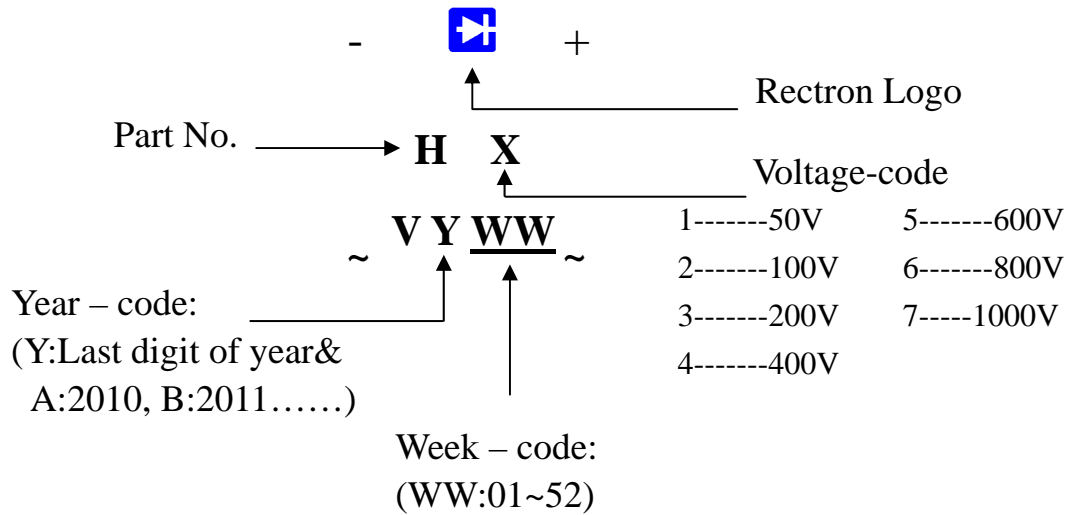 - +
Rectron Logo
Part No.
H X
Voltage-code
1-------50V 5-------600V
V Y WW
~ ~
2-------100V 6-------800V
Year – code:
3-------200V 7-----1000V
(Y:Last digit of year&
4-------400V
A:2010, B:2011……)
Week – code:
(WW:01~52)